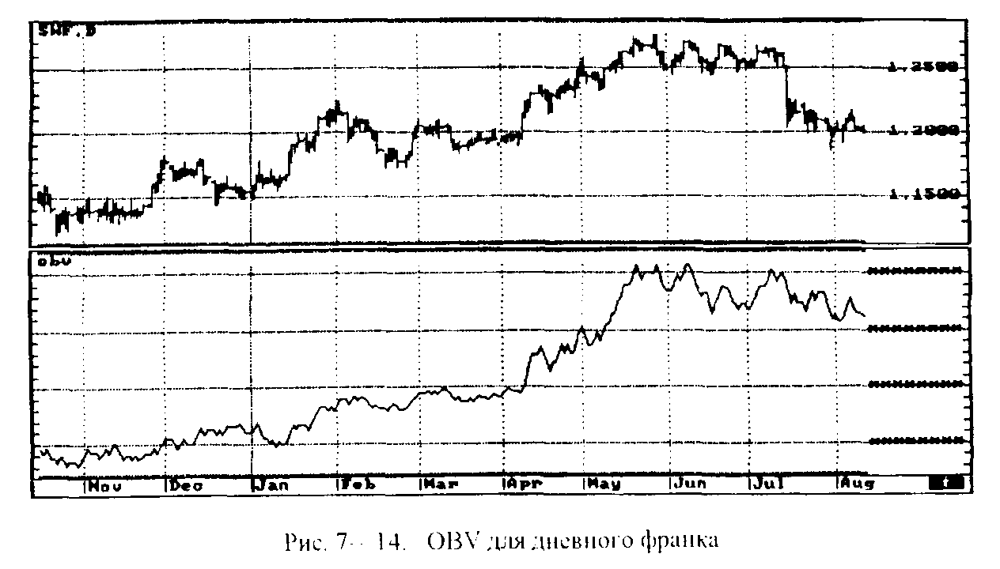 SWF.D
1.2500
1.2000
1.1500
obv
Nov Dec Jan Feb Mar Apr May Jun Jul Aug
Рис. 7– 14. OBV для дневного франка